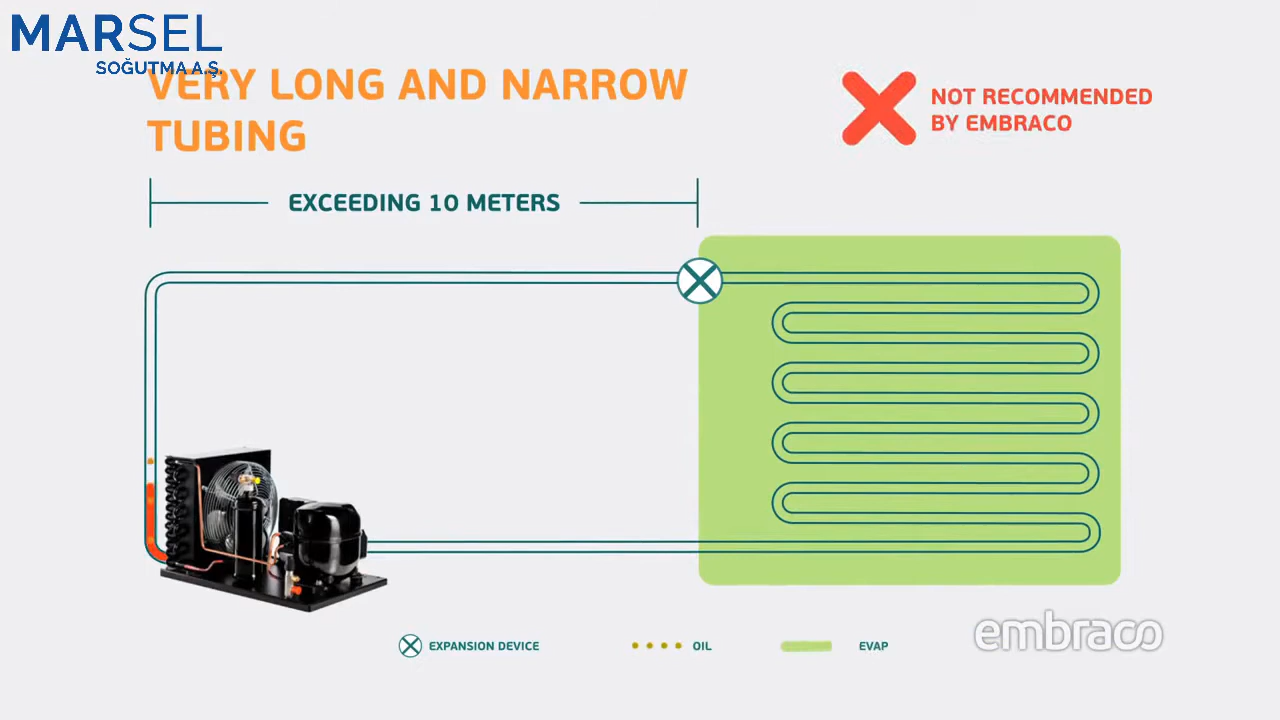 MARSEL
SOĞUTMA A.Ş.
VERY LONG AND NARROW
TUBING
NOT RECOMMENDED
BY EMBRACO
EXCEEDING 10 METERS
EXPANSION DEVICE
OIL
EVAP
embraco